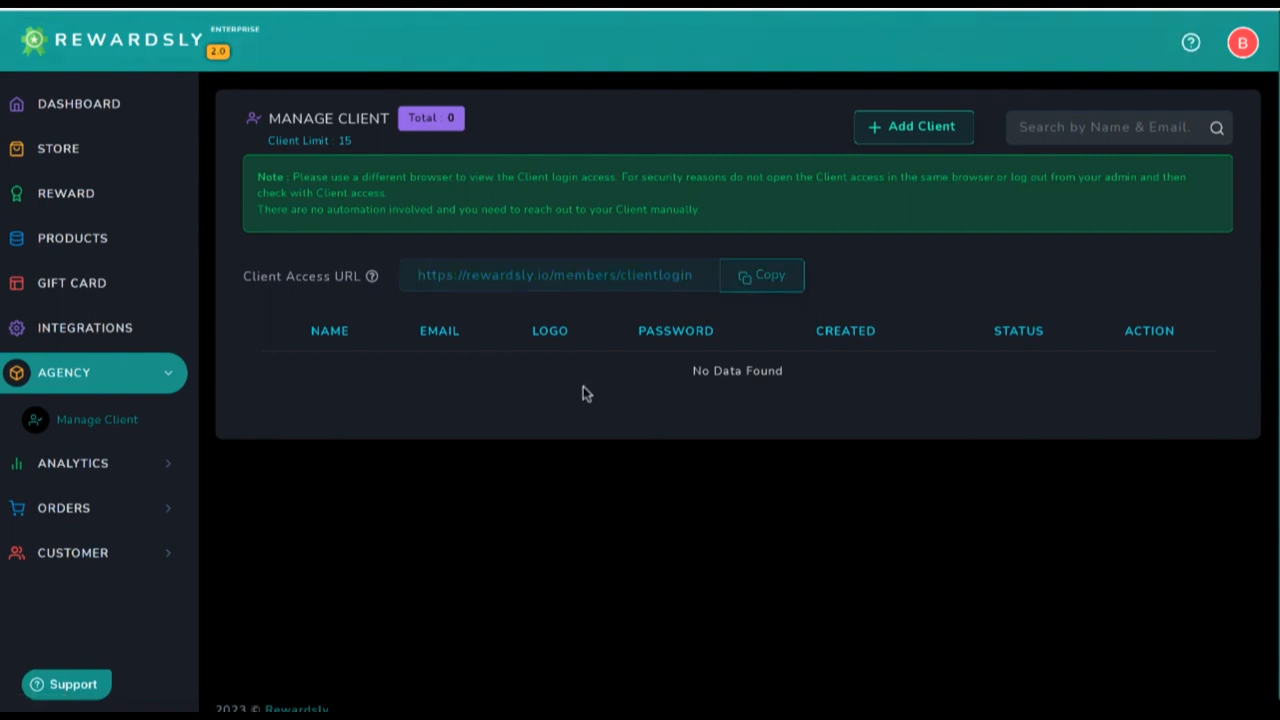 REWARDSLY
ENTERPRISE
2.0
B
DASHBOARD
STORE
REWARD
PRODUCTS
GIFT CARD
INTEGRATIONS
AGENCY
Manage Client
ANALYTICS
ORDERS
CUSTOMER
Support
MANAGE CLIENT
Total : 0
Client Limit : 15
+ Add Client
Search by Name & Email.
Note : Please use a different browser to view the Client login access. For security reasons do not open the Client access in the same browser or log out from your admin and then
check with Client access.
There are no automation involved and you need to reach out to your Client manually
Client Access URL
https://rewardsly.io/members/clientlogin
Copy
NAME EMAIL LOGO PASSWORD CREATED STATUS ACTION
No Data Found
2023 © Rewardsly